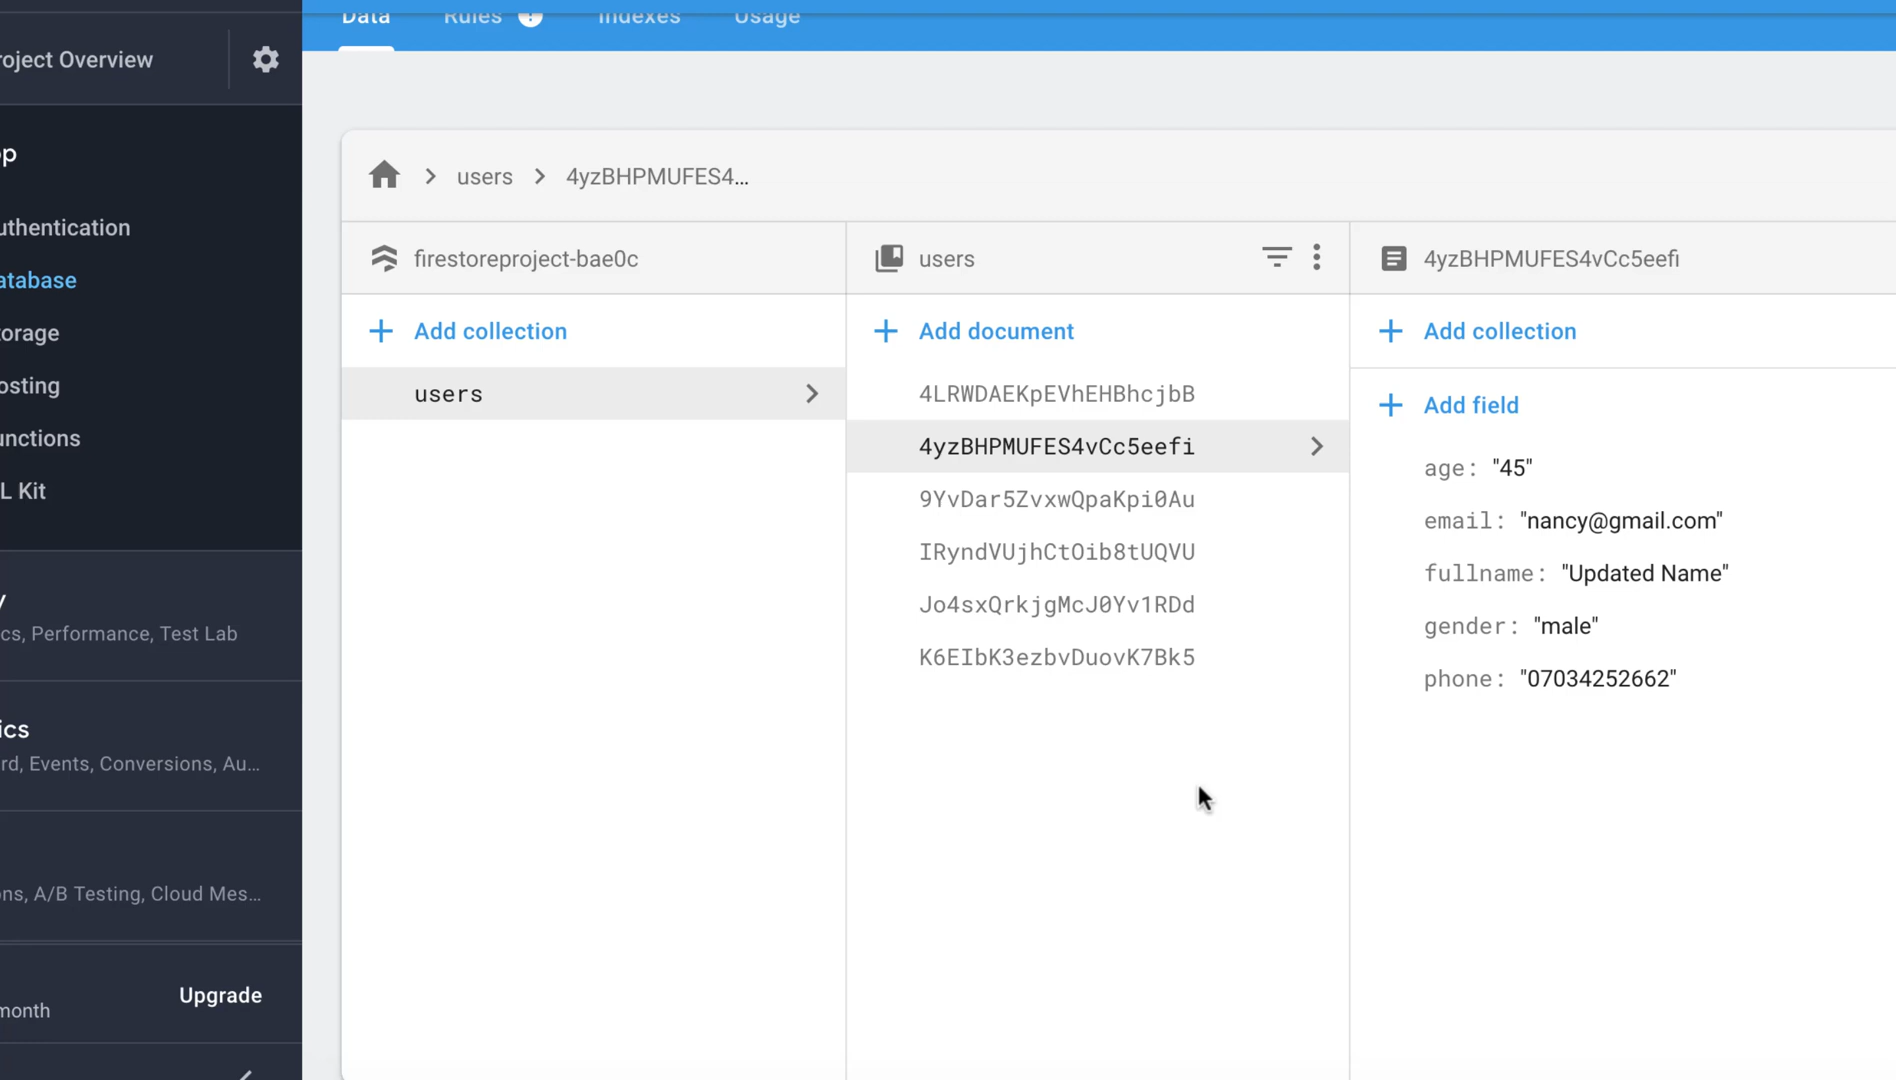 Data Rules Indexes Usage
roject Overview
op
uthentication
atabase
torage
osting
unctions
L Kit
y
cs, Performance, Test Lab
ics
rd, Events, Conversions, Au...
ons, A/B Testing, Cloud Mes...
month
Upgrade
users
4yzBHPMUFES4...
firestoreproject-bae0c
Add collection
users
users
Add document
4LRWDAEKpEVhEHBhcjbB
4yzBHPMUFES4vCc5eefi
9YvDar5ZvxwQpaKpi0Au
IRyndVUjhCtOib8tUQVU
Jo4sxQrkjgMcJ0Yv1RDd
K6EIbK3ezbvDuovK7Bk5
4yzBHPMUFES4vCc5eefi
Add collection
Add field
age: "45"
email: "nancy@gmail.com"
fullname: "Updated Name"
gender: "male"
phone: "07034252662"